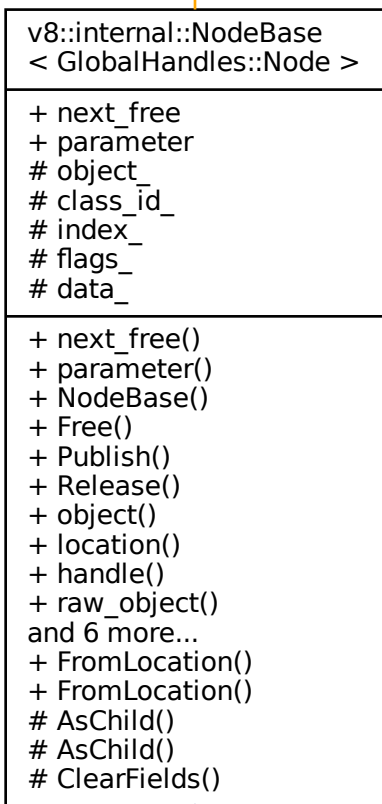 v8::internal::NodeBase
< GlobalHandles::Node >
+ next_free
+ parameter
# object_
# class_id_
# index_
# flags_
# data_
+ next_free()
+ parameter()
+ NodeBase()
+ Free()
+ Publish()
+ Release()
+ object()
+ location()
+ handle()
+ raw_object()
and 6 more...
+ FromLocation()
+ FromLocation()
# AsChild()
# AsChild()
# ClearFields()